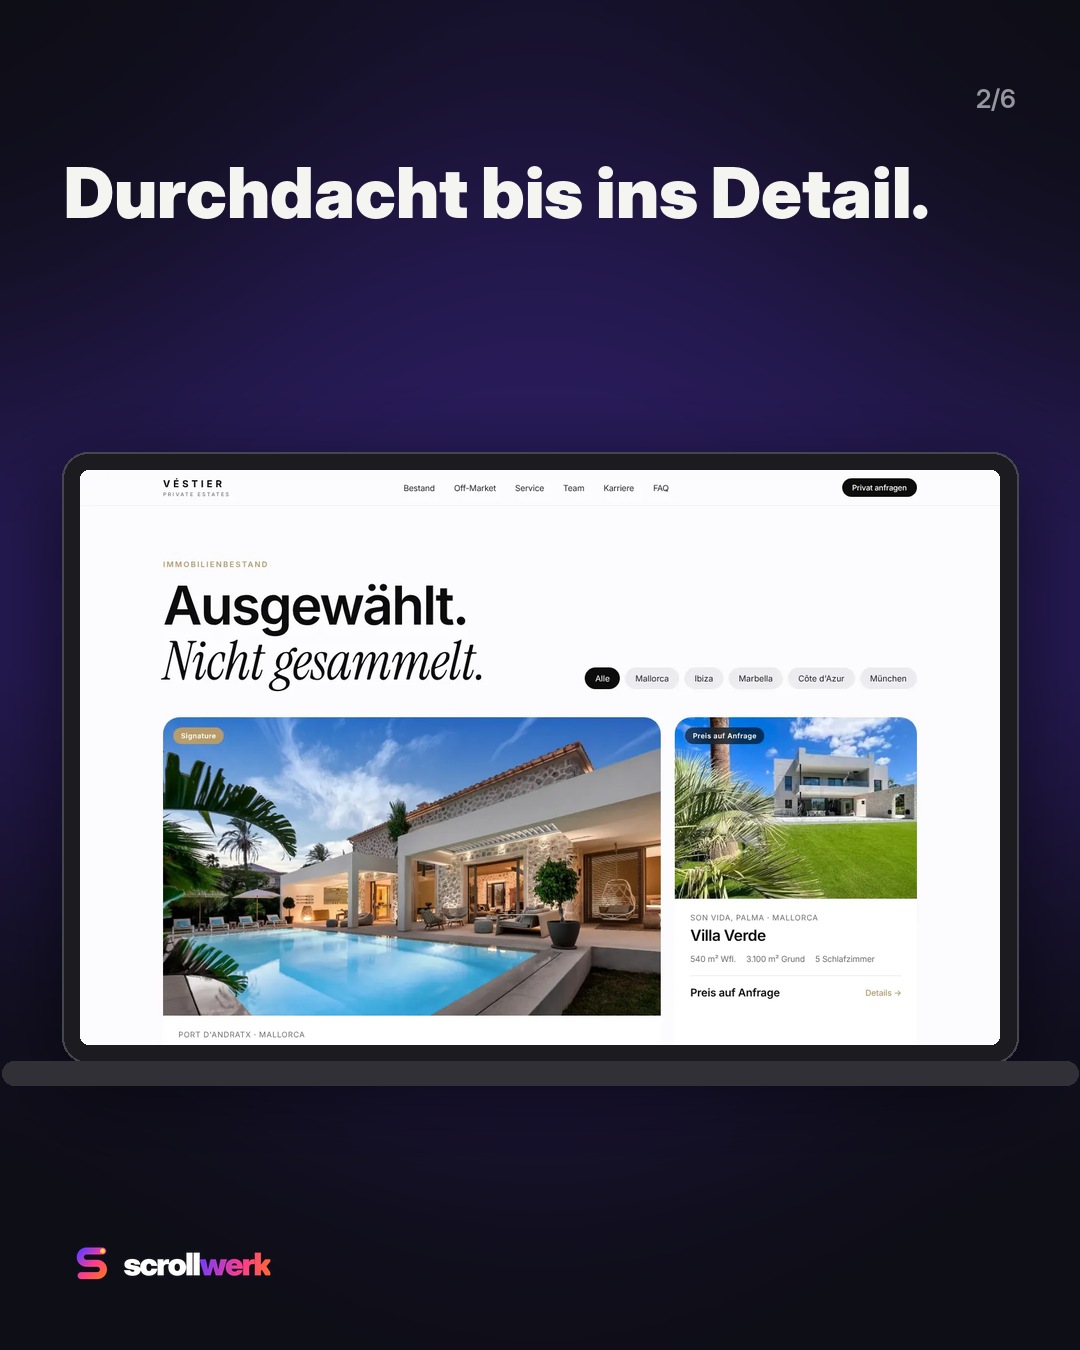 2/6
Durchdacht bis ins Detail.
VÉSTIER
PRIVATE ESTATES
Bestand Off-Market Service Team Karriere FAQ
Privat anfragen
IMMOBILIENBESTAND
Ausgewählt.
Nicht gesammelt.
Alle Mallorca Ibiza Marbella Côte d'Azur München
Signature
Preis auf Anfrage
PORT D'ANDRATX · MALLORCA
SON VIDA, PALMA · MALLORCA
Villa Verde
540 m² Wfl. 3.100 m² Grund 5 Schlafzimmer
Preis auf Anfrage Details →
scrollwerk